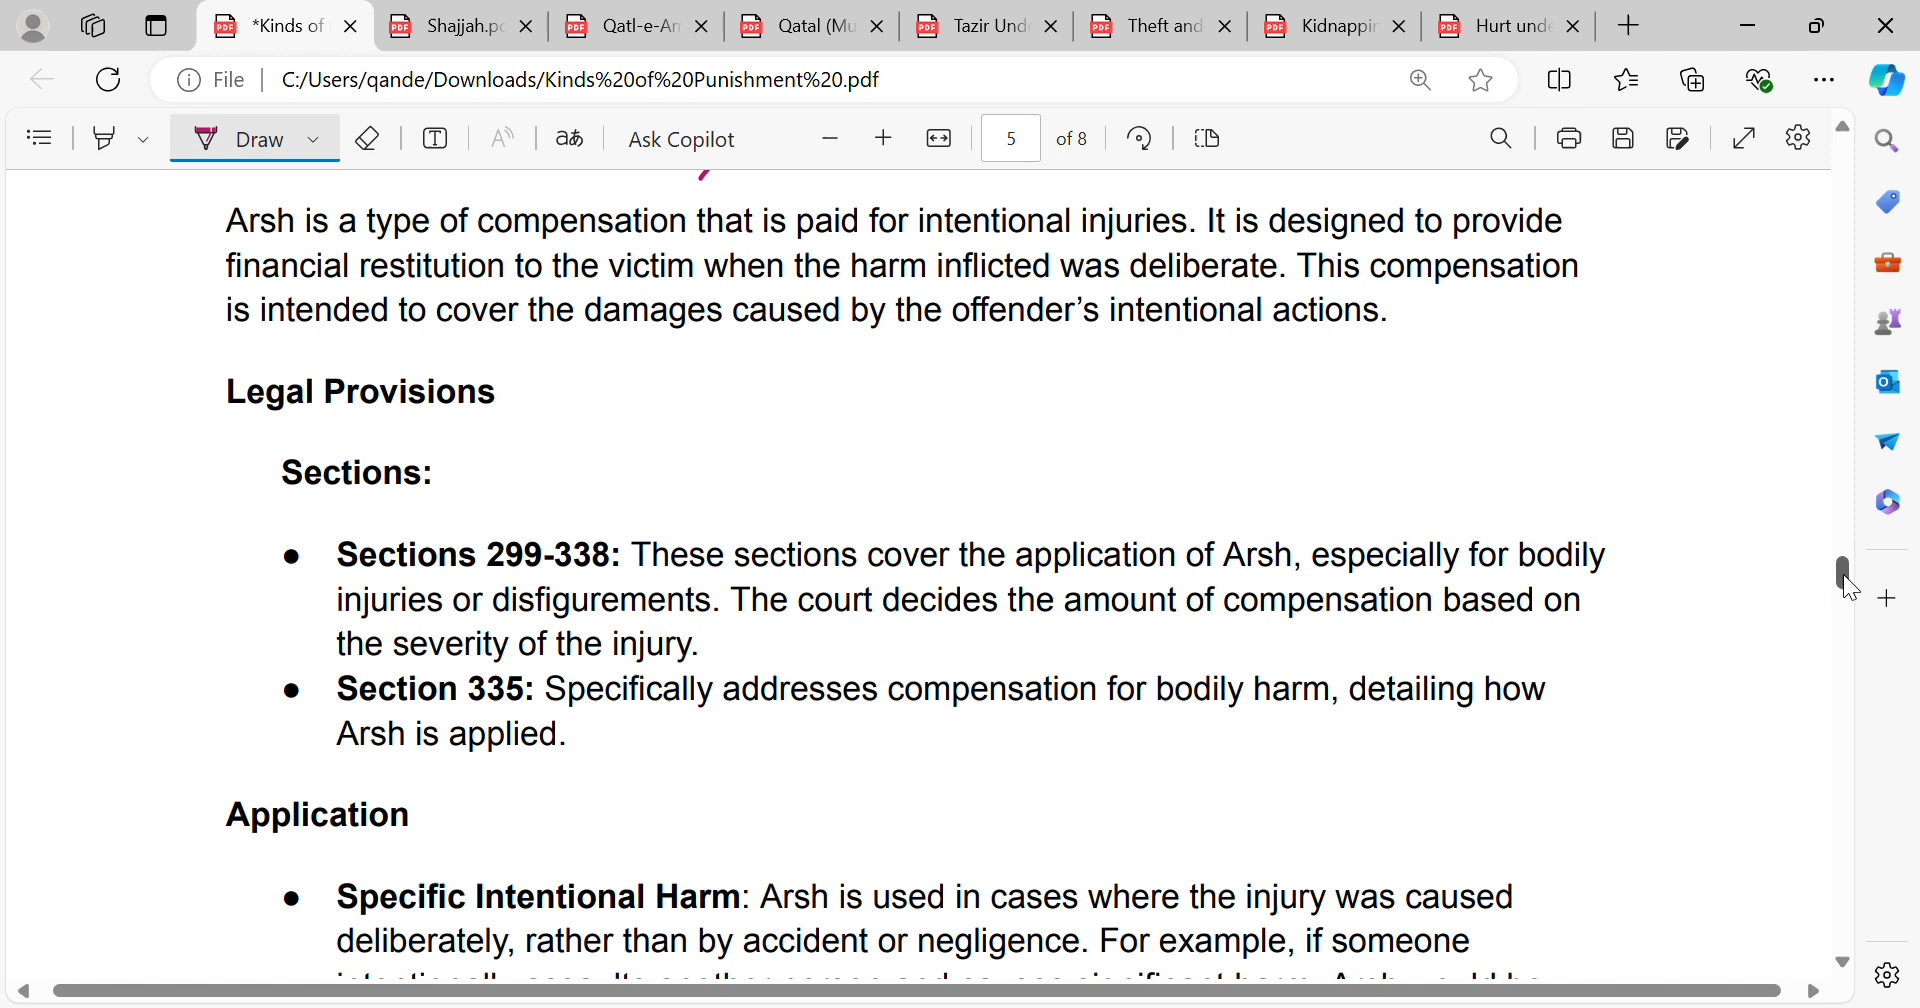 *Kinds of
Shajjah.pc
Qatl-e-An
Qatal (Mu
Tazir Und
Theft and
Kidnappin
Hurt unde
File
C:/Users/qande/Downloads/Kinds%20of%20Punishment%20.pdf
Draw
aあ
Ask Copilot
5
of 8
Arsh is a type of compensation that is paid for intentional injuries. It is designed to provide
financial restitution to the victim when the harm inflicted was deliberate. This compensation
is intended to cover the damages caused by the offender’s intentional actions.
Legal Provisions
Sections:
● Sections 299-338: These sections cover the application of Arsh, especially for bodily
injuries or disfigurements. The court decides the amount of compensation based on
the severity of the injury.
● Section 335: Specifically addresses compensation for bodily harm, detailing how
Arsh is applied.
Application
● Specific Intentional Harm: Arsh is used in cases where the injury was caused
deliberately, rather than by accident or negligence. For example, if someone